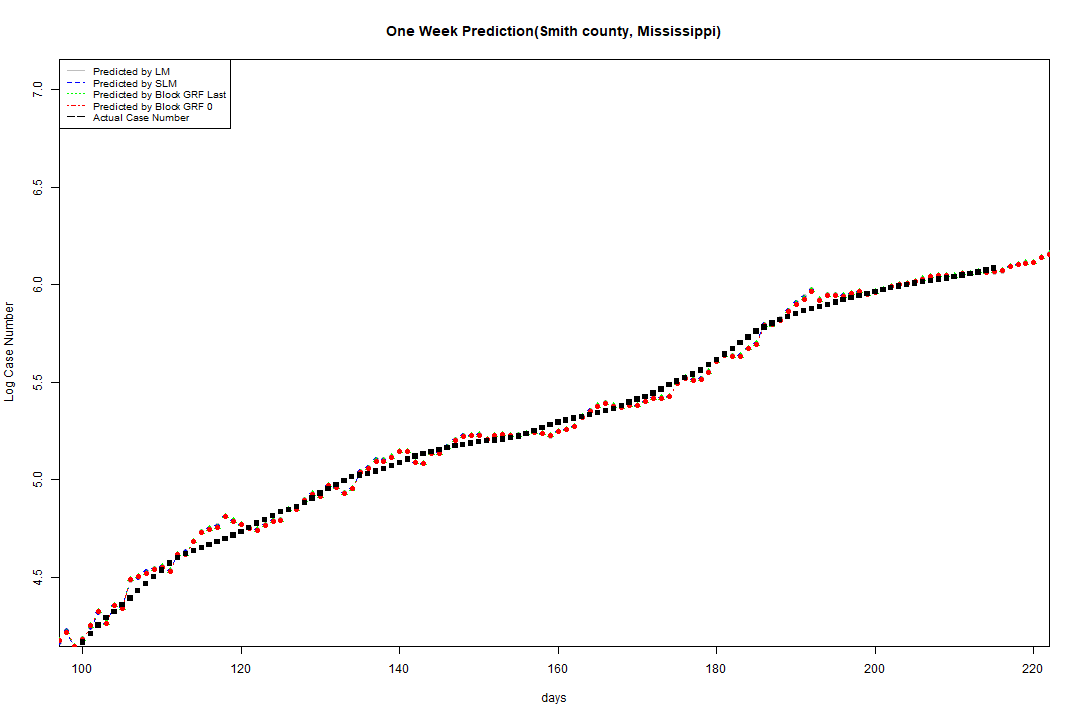 One Week Prediction(Smith county, Mississippi)
Predicted by LM
Predicted by SLM
Predicted by Block GRF Last
Predicted by Block GRF 0
Actual Case Number
7.0
6.5
6.0
5.5
5.0
4.5
Log Case Number
100 120 140 160 180 200 220
days